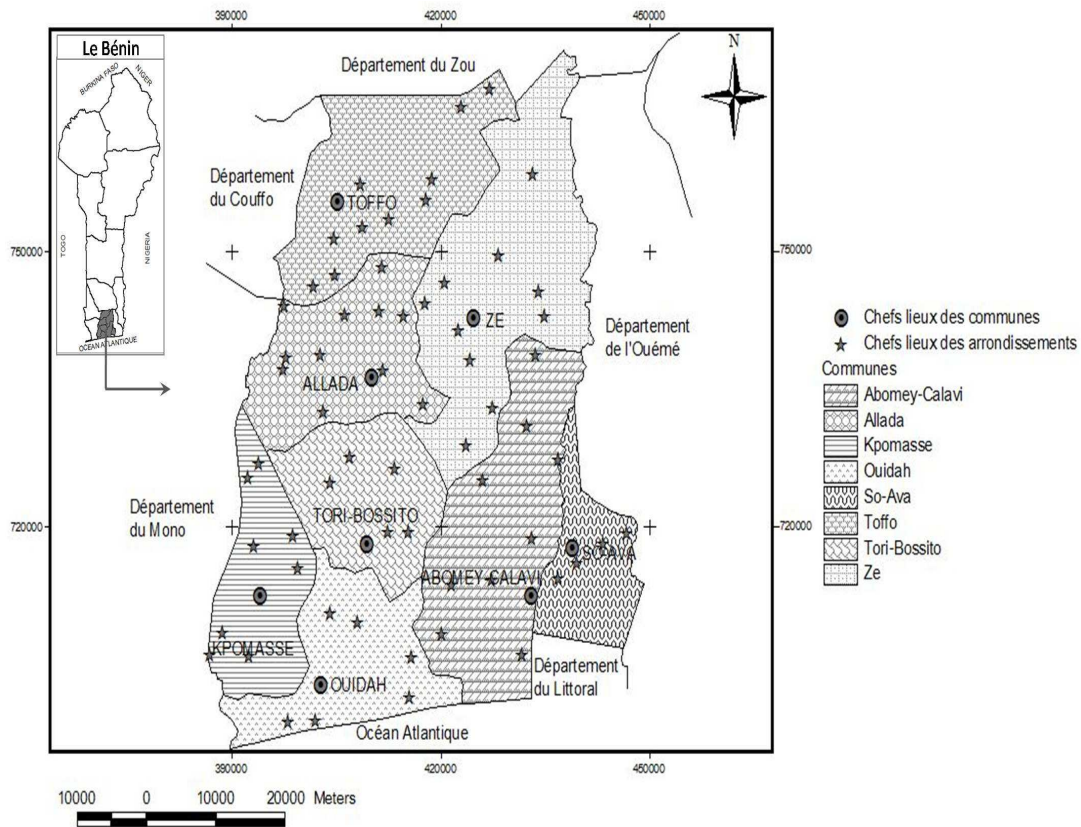 390000
420000
450000
Le Bénin
BURKINA FASO
NIGER
TOGO
NIGERIA
OCEAN ATLANTIQUE
N
Département du Zou
Département
du Couffo
TOFFO
750000
750000
ZE
Département
de l'Ouémé
ALLADA
Département
du Mono
720000
720000
TORI-BOSSITO
SO-AVA
ABOMEY-CALAVI
KPOMASSE
OUIDAH
Département
du Littoral
Océan Atlantique
390000
420000
450000
10000 0 10000 20000 Meters
Chefs lieux des communes
Chefs lieux des arrondissements
Communes
Abomey-Calavi
Allada
Kpomasse
Ouidah
So-Ava
Toffo
Tori-Bossito
Ze